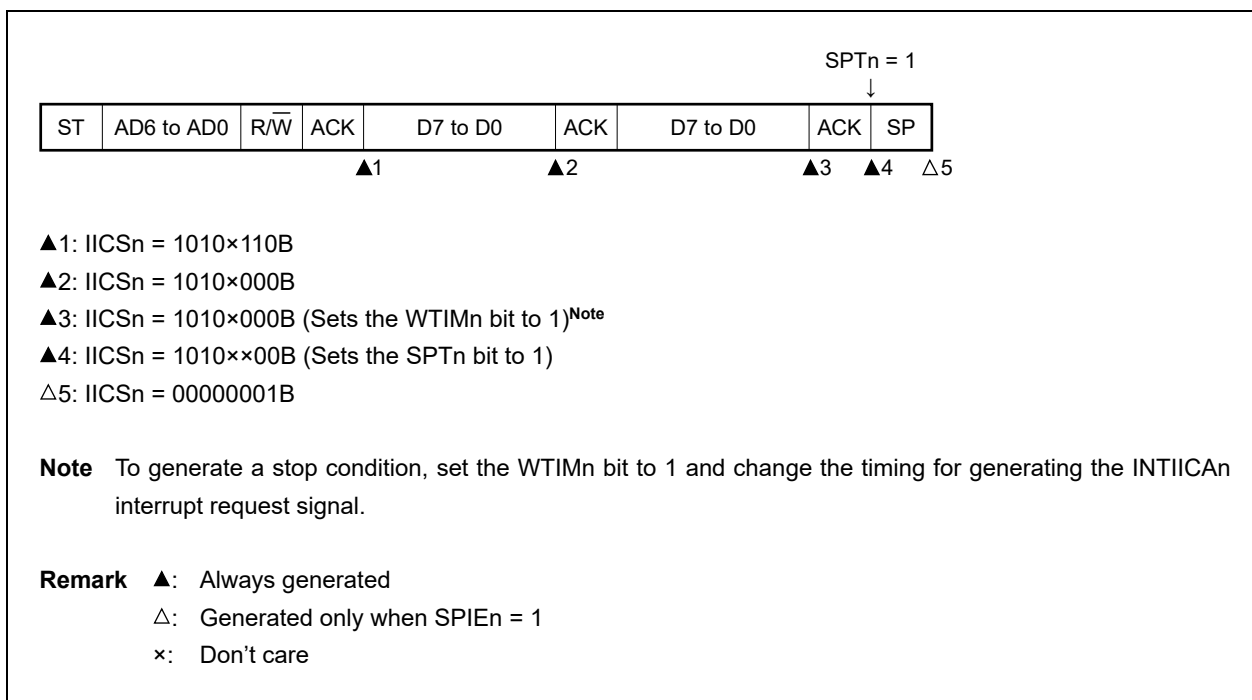 SPTn = 1
↓
ST AD6 to AD0 R/W̅ ACK D7 to D0 ACK D7 to D0 ACK SP
▲1 ▲2 ▲3 ▲4 △5
▲1: IICSn = 1010×110B
▲2: IICSn = 1010×000B
▲3: IICSn = 1010×000B (Sets the WTIMn bit to 1)Note
▲4: IICSn = 1010××00B (Sets the SPTn bit to 1)
△5: IICSn = 00000001B
Note To generate a stop condition, set the WTIMn bit to 1 and change the timing for generating the INTIICAn
interrupt request signal.
Remark ▲: Always generated
△: Generated only when SPIEn = 1
×: Don’t care